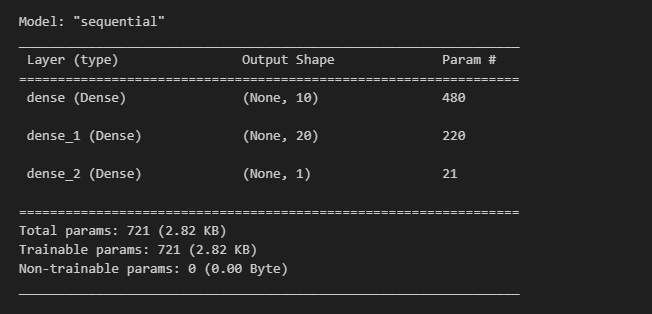 Model: "sequential"
_________________________________________________________________
Layer (type) Output Shape Param #
=================================================================
dense (Dense) (None, 10) 480
dense_1 (Dense) (None, 20) 220
dense_2 (Dense) (None, 1) 21
=================================================================
Total params: 721 (2.82 KB)
Trainable params: 721 (2.82 KB)
Non-trainable params: 0 (0.00 Byte)
_________________________________________________________________